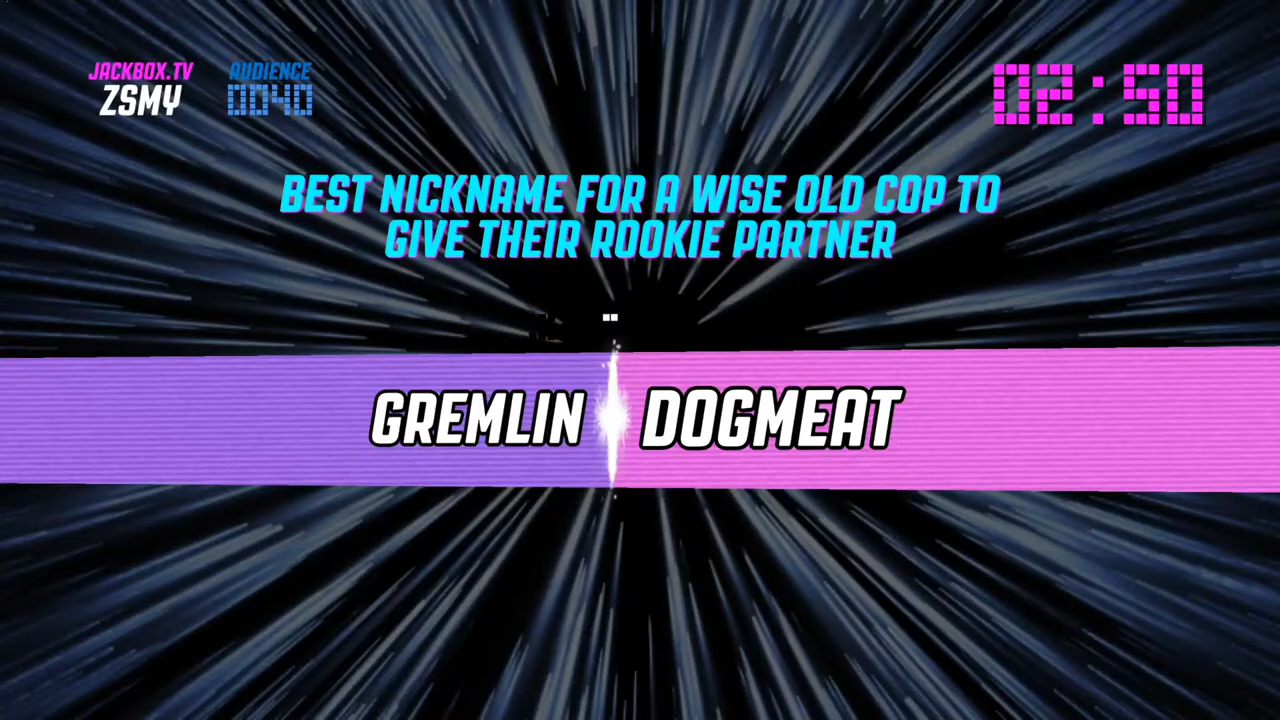 JACKBOX.TV
ZSMY
AUDIENCE
0040
02:50
BEST NICKNAME FOR A WISE OLD COP TO
GIVE THEIR ROOKIE PARTNER
GREMLIN
DOGMEAT